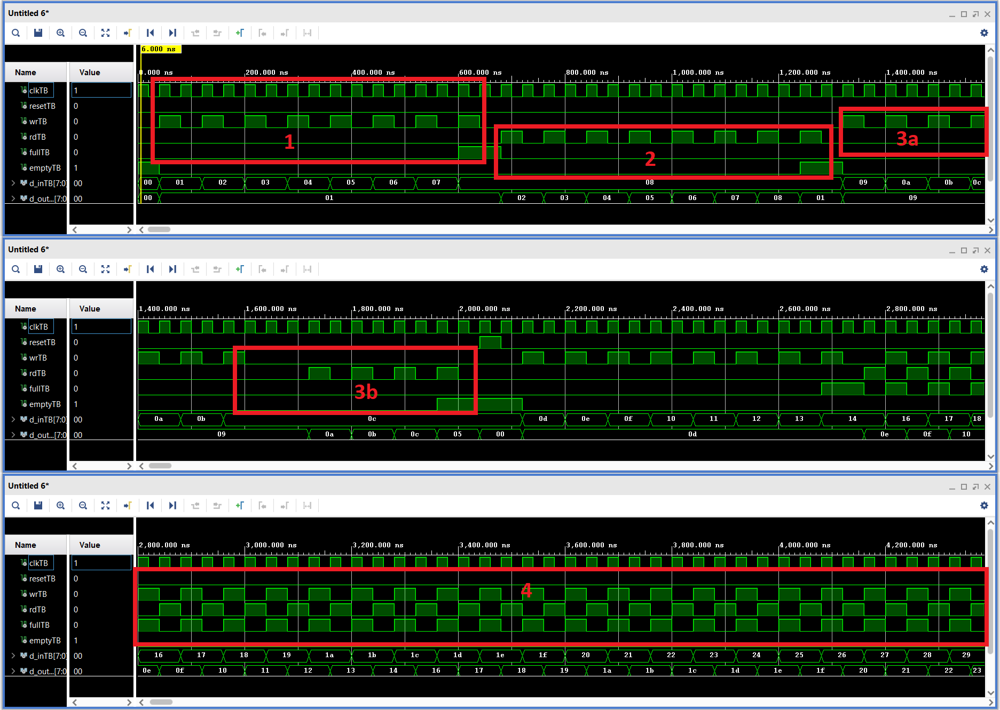 Untitled 6*
6.000 ns
Name Value
0.000 ns 200.000 ns 400.000 ns 600.000 ns 800.000 ns 1,000.000 ns 1,200.000 ns 1,400.000 ns
clkTB 1
resetTB 0
wrTB 0
rdTB 0
fullTB 0
emptyTB 1
1
2
3a
d_inTB[7:0] 00 00 01 02 03 04 05 06 07 08 09 0a 0b 0c
d_out...[7:0 00 00 01 02 03 04 05 06 07 08 01 09
Untitled 6*
Name Value
1,400.000 ns 1,600.000 ns 1,800.000 ns 2,000.000 ns 2,200.000 ns 2,400.000 ns 2,600.000 ns 2,800.000 ns
clkTB 1
resetTB 0
wrTB 0
rdTB 0
fullTB 0
emptyTB 1
3b
d_inTB[7:0] 00 0a 0b 0c 0d 0e 0f 10 11 12 13 14 16 17 18
d_out...[7:0 00 09 0a 0b 0c 05 00 0d 0e 0f 10
Untitled 6*
Name Value
2,800.000 ns 3,000.000 ns 3,200.000 ns 3,400.000 ns 3,600.000 ns 3,800.000 ns 4,000.000 ns 4,200.000 ns
clkTB 1
resetTB 0
wrTB 0
rdTB 0
fullTB 0
emptyTB 1
4
d_inTB[7:0] 00 16 17 18 19 1a 1b 1c 1d 1e 1f 20 21 22 23 24 25 26 27 28 29
d_out...[7:0 00 0e 0f 10 11 12 13 14 16 17 18 19 1a 1b 1c 1d 1e 1f 20 21 22 23